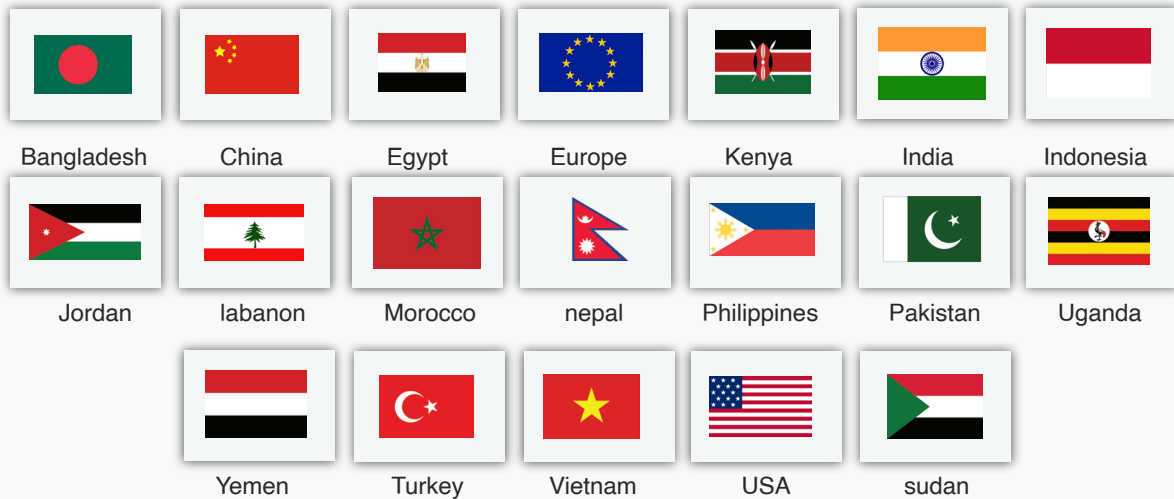 Bangladesh China Egypt Europe Kenya India Indonesia
Jordan labanon Morocco nepal Philippines Pakistan Uganda
Yemen Turkey Vietnam USA sudan